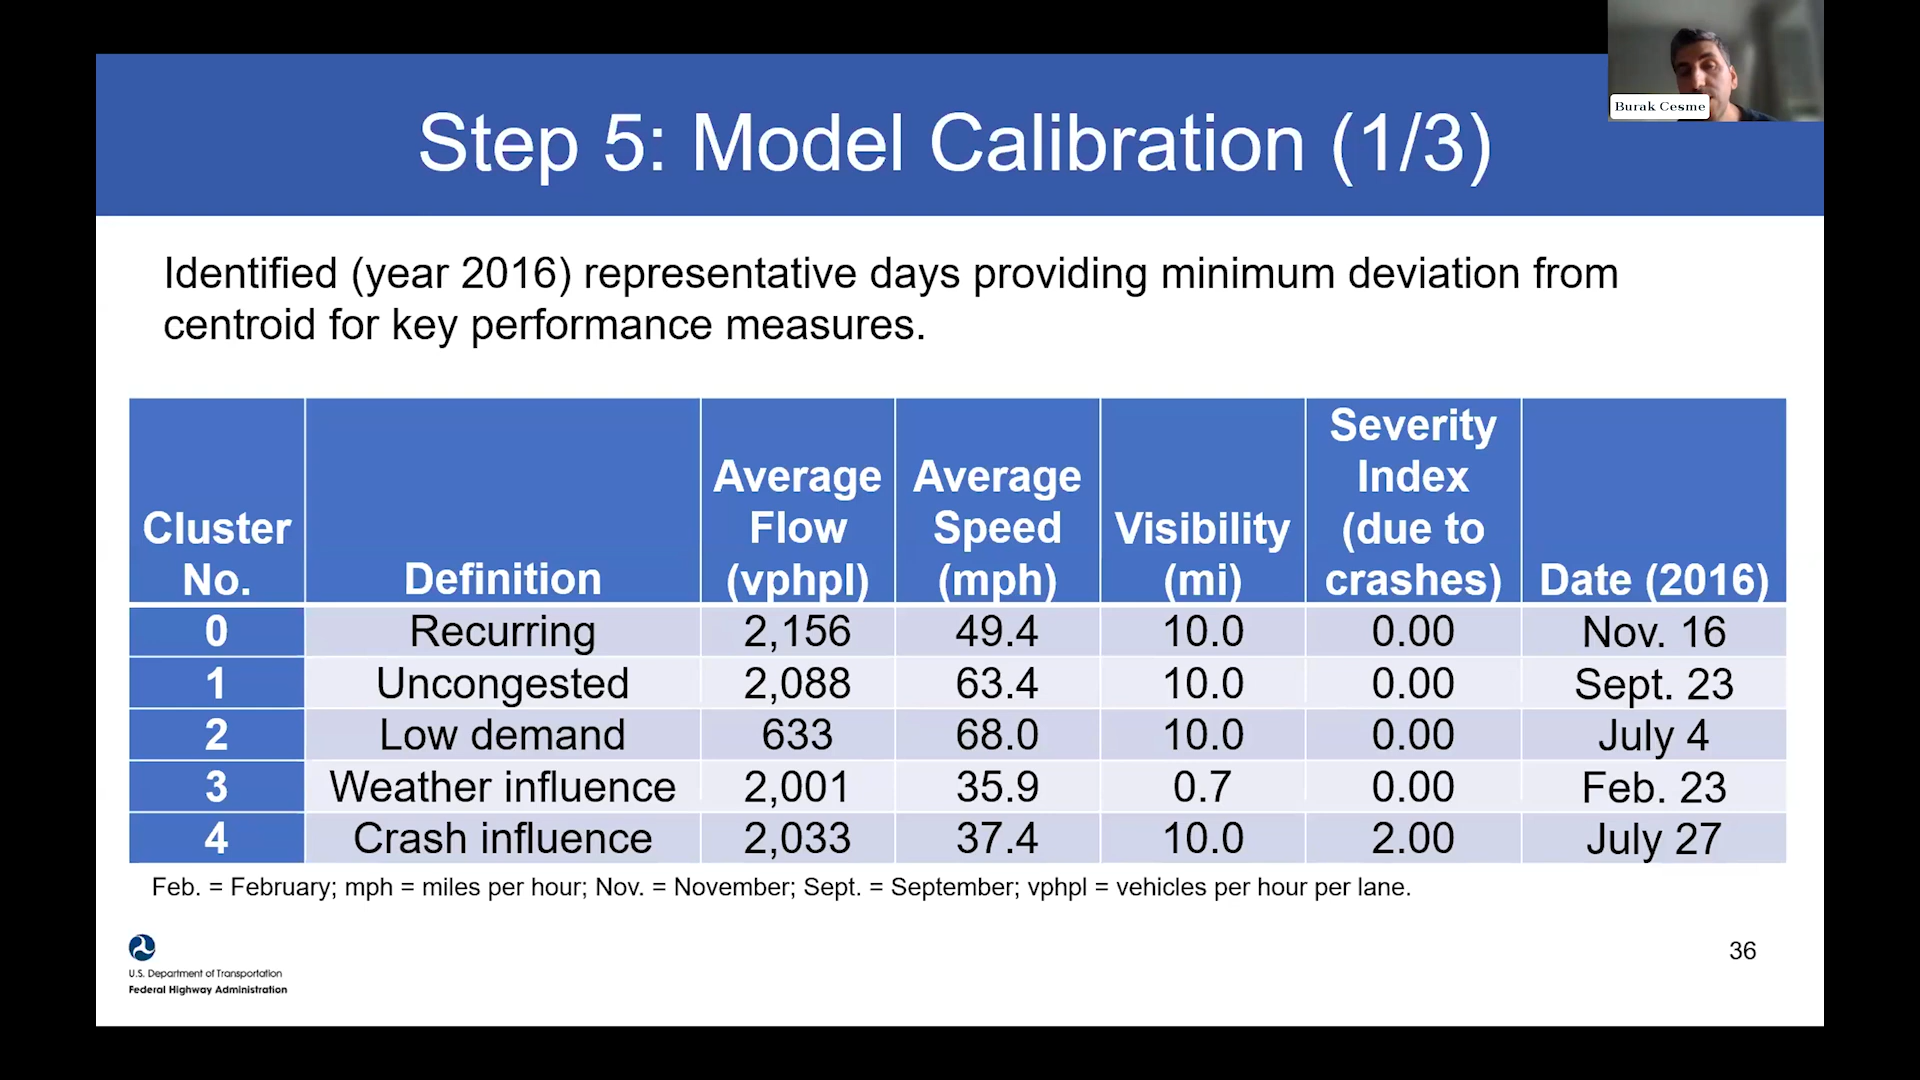 Burak Cesme
Step 5: Model Calibration (1/3)
Identified (year 2016) representative days providing minimum deviation from
centroid for key performance measures.
Cluster No. Definition Average Flow (vphpl) Average Speed (mph) Visibility (mi) Severity Index (due to crashes) Date (2016)
0 Recurring 2,156 49.4 10.0 0.00 Nov. 16
1 Uncongested 2,088 63.4 10.0 0.00 Sept. 23
2 Low demand 633 68.0 10.0 0.00 July 4
3 Weather influence 2,001 35.9 0.7 0.00 Feb. 23
4 Crash influence 2,033 37.4 10.0 2.00 July 27
Feb. = February; mph = miles per hour; Nov. = November; Sept. = September; vphpl = vehicles per hour per lane.
U.S. Department of Transportation
Federal Highway Administration
36